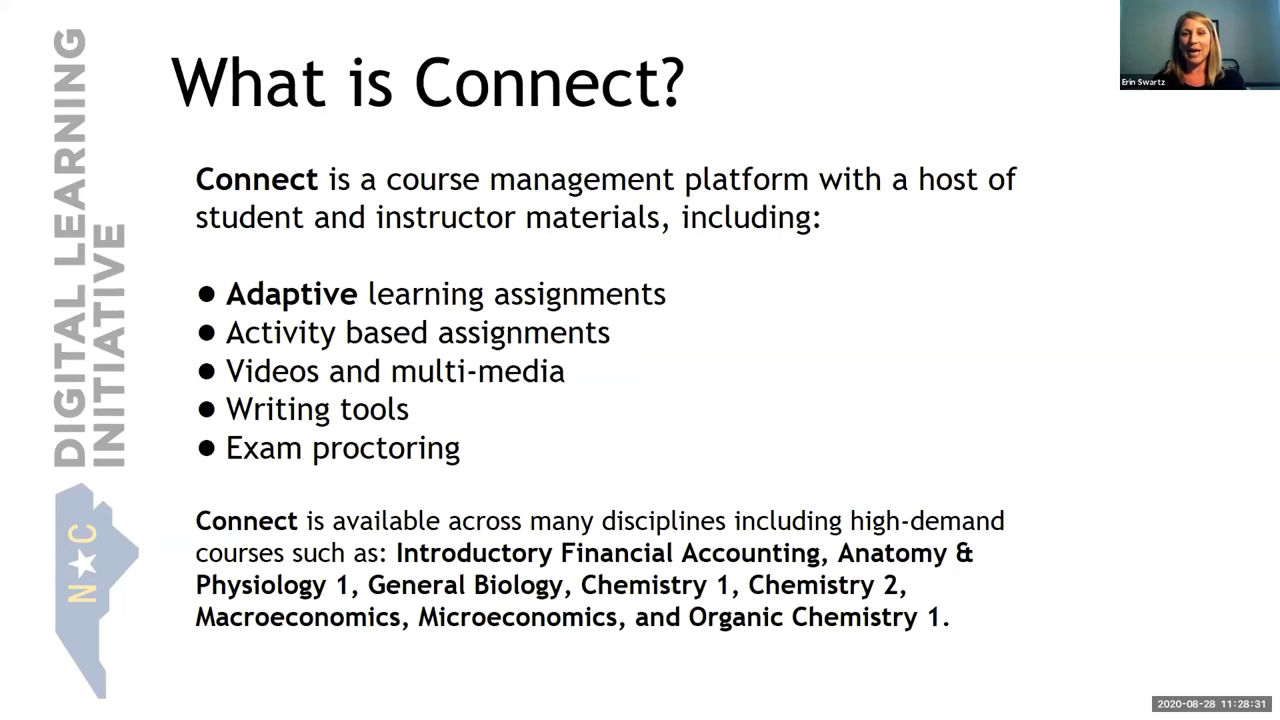 What is Connect?
Erin Swartz
DIGITAL LEARNING
INITIATIVE
N ★ C
Connect is a course management platform with a host of
student and instructor materials, including:
● Adaptive learning assignments
● Activity based assignments
● Videos and multi-media
● Writing tools
● Exam proctoring
Connect is available across many disciplines including high-demand
courses such as: Introductory Financial Accounting, Anatomy &
Physiology 1, General Biology, Chemistry 1, Chemistry 2,
Macroeconomics, Microeconomics, and Organic Chemistry 1.
2020-08-28 11:28:31